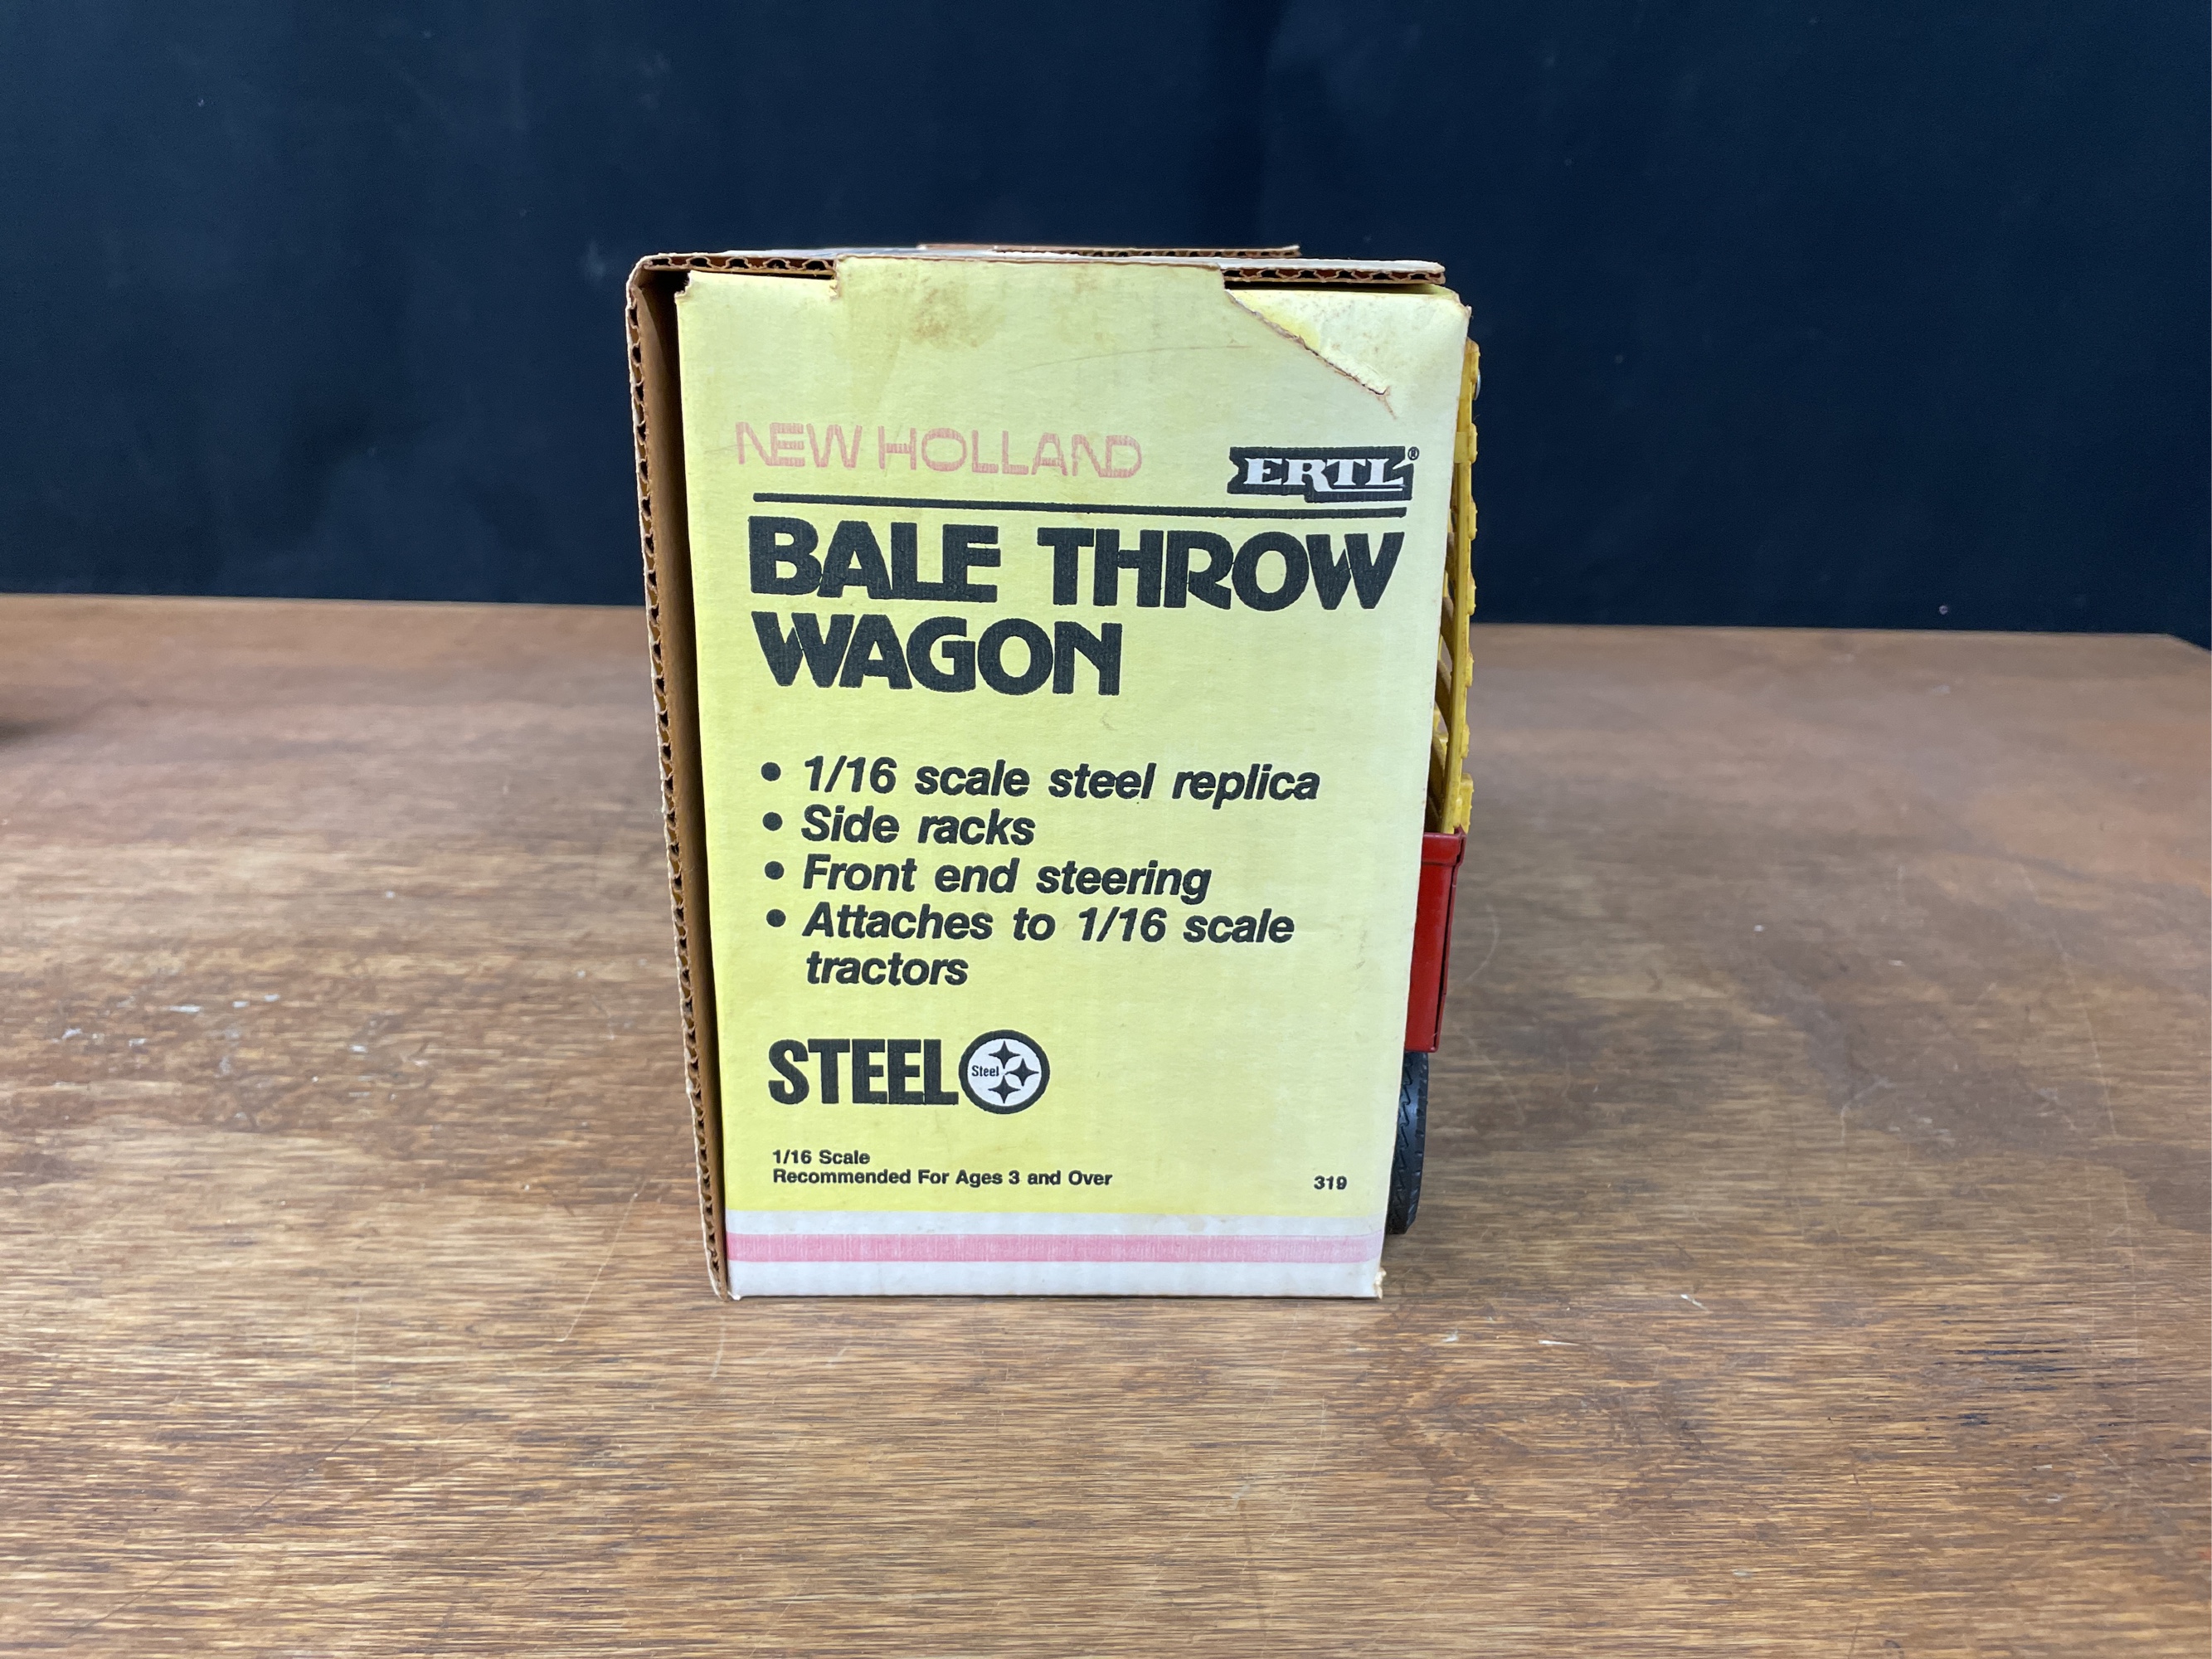 NEW HOLLAND
ERTL®
BALE THROW
WAGON
• 1/16 scale steel replica
• Side racks
• Front end steering
• Attaches to 1/16 scale
tractors
STEEL Steel
1/16 Scale
Recommended For Ages 3 and Over
319